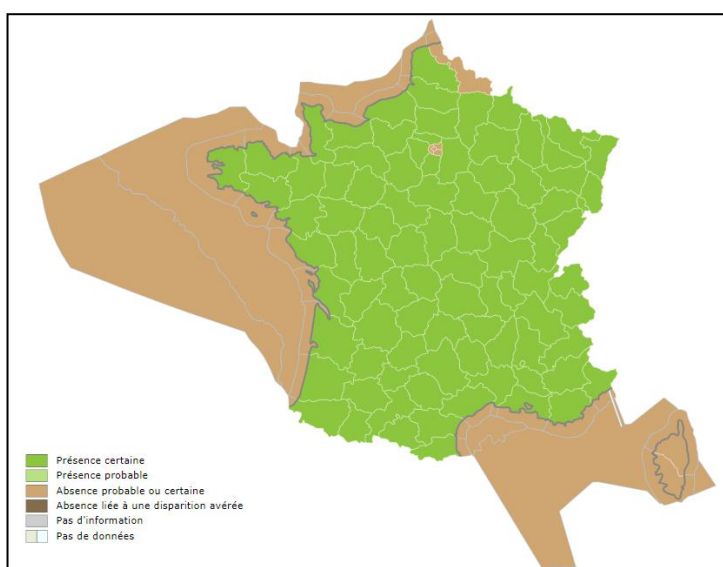 Présence certaine
Présence probable
Absence probable ou certaine
Absence liée à une disparition avérée
Pas d'information
Pas de données